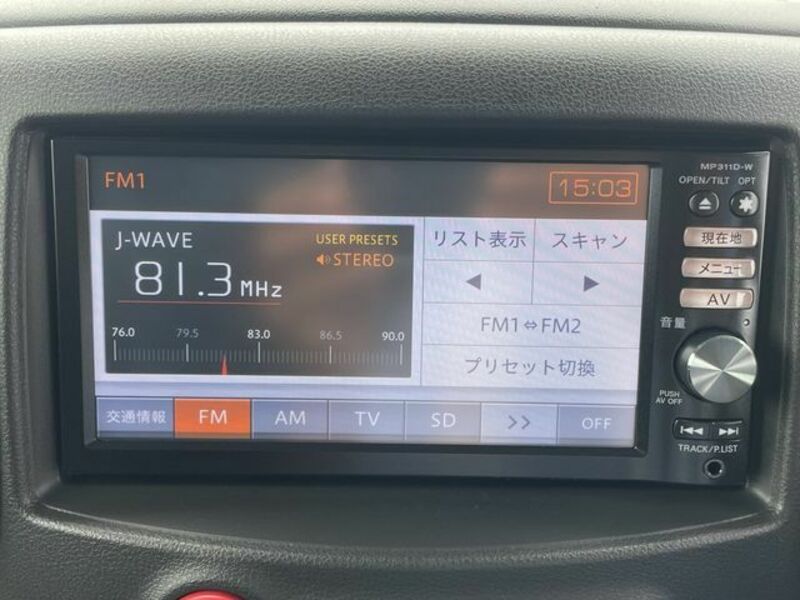 MP311D-W
OPEN/TILT OPT
FM1
15:03
現在地
メニュー
AV
音量
PUSH
AV OFF
TRACK/P.LIST
J-WAVE
USER PRESETS
STEREO
81.3 MHz
76.0 79.5 83.0 86.5 90.0
リスト表示
スキャン
FM1⇔FM2
プリセット切換
交通情報
FM
AM
TV
SD
>>
OFF